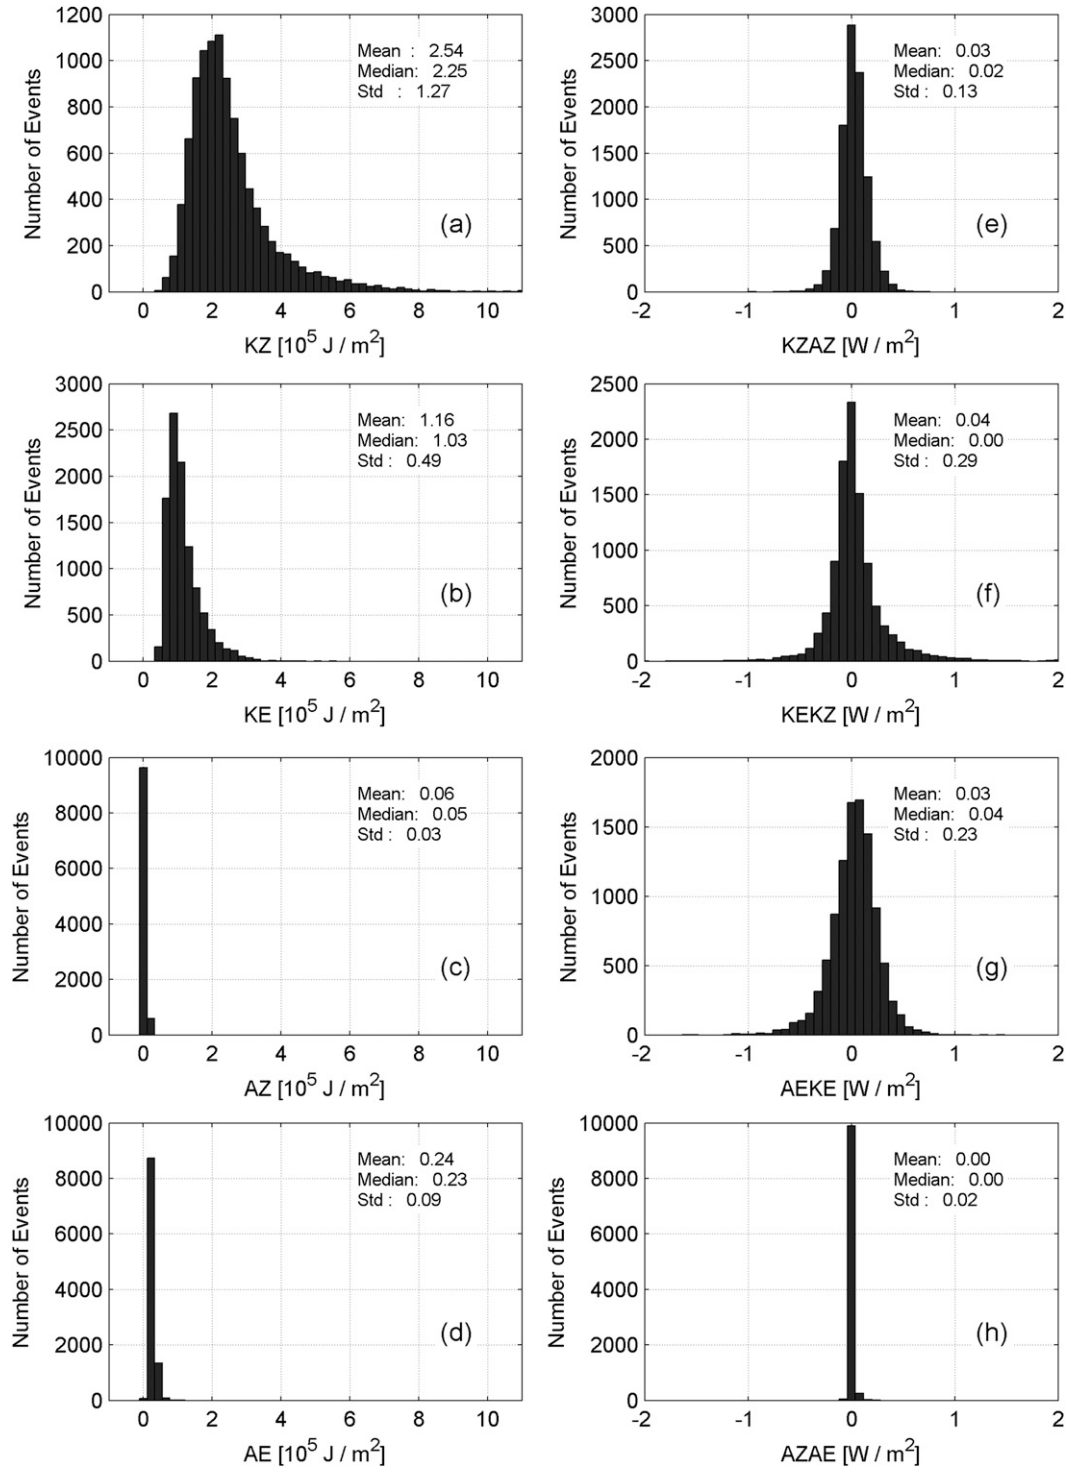 1200
1000
800
600
400
200
0
Number of Events
Mean : 2.54
Median: 2.25
Std : 1.27
(a)
0 2 4 6 8 10
KZ [10^5 J / m^2]
3000
2500
2000
1500
1000
500
0
Number of Events
Mean: 0.03
Median: 0.02
Std : 0.13
(e)
-2 -1 0 1 2
KZAZ [W / m^2]
3000
2500
2000
1500
1000
500
0
Number of Events
Mean: 1.16
Median: 1.03
Std : 0.49
(b)
0 2 4 6 8 10
KE [10^5 J / m^2]
2500
2000
1500
1000
500
0
Number of Events
Mean: 0.04
Median: 0.00
Std : 0.29
(f)
-2 -1 0 1 2
KEKZ [W / m^2]
10000
8000
6000
4000
2000
0
Number of Events
Mean: 0.06
Median: 0.05
Std : 0.03
(c)
0 2 4 6 8 10
AZ [10^5 J / m^2]
2000
1500
1000
500
0
Number of Events
Mean: 0.03
Median: 0.04
Std : 0.23
(g)
-2 -1 0 1 2
AEKE [W / m^2]
10000
8000
6000
4000
2000
0
Number of Events
Mean: 0.24
Median: 0.23
Std : 0.09
(d)
0 2 4 6 8 10
AE [10^5 J / m^2]
10000
8000
6000
4000
2000
0
Number of Events
Mean: 0.00
Median: 0.00
Std : 0.02
(h)
-2 -1 0 1 2
AZAE [W / m^2]